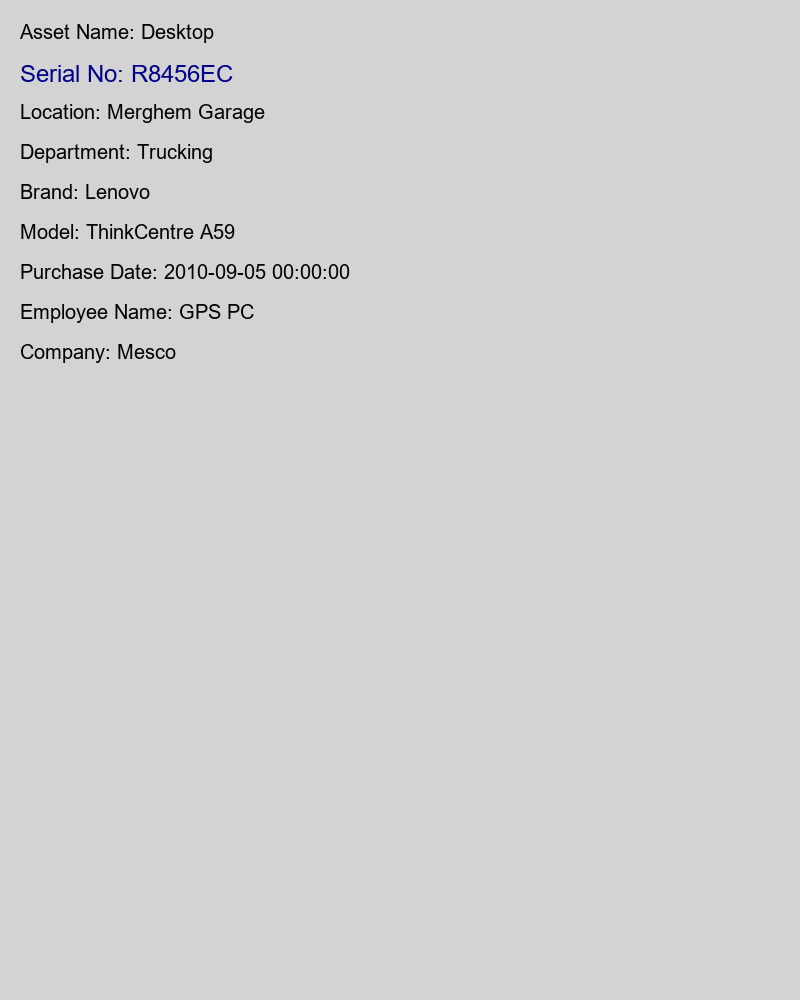 Asset Name: Desktop
Serial No: R8456EC
Location: Merghem Garage
Department: Trucking
Brand: Lenovo
Model: ThinkCentre A59
Purchase Date: 2010-09-05 00:00:00
Employee Name: GPS PC
Company: Mesco